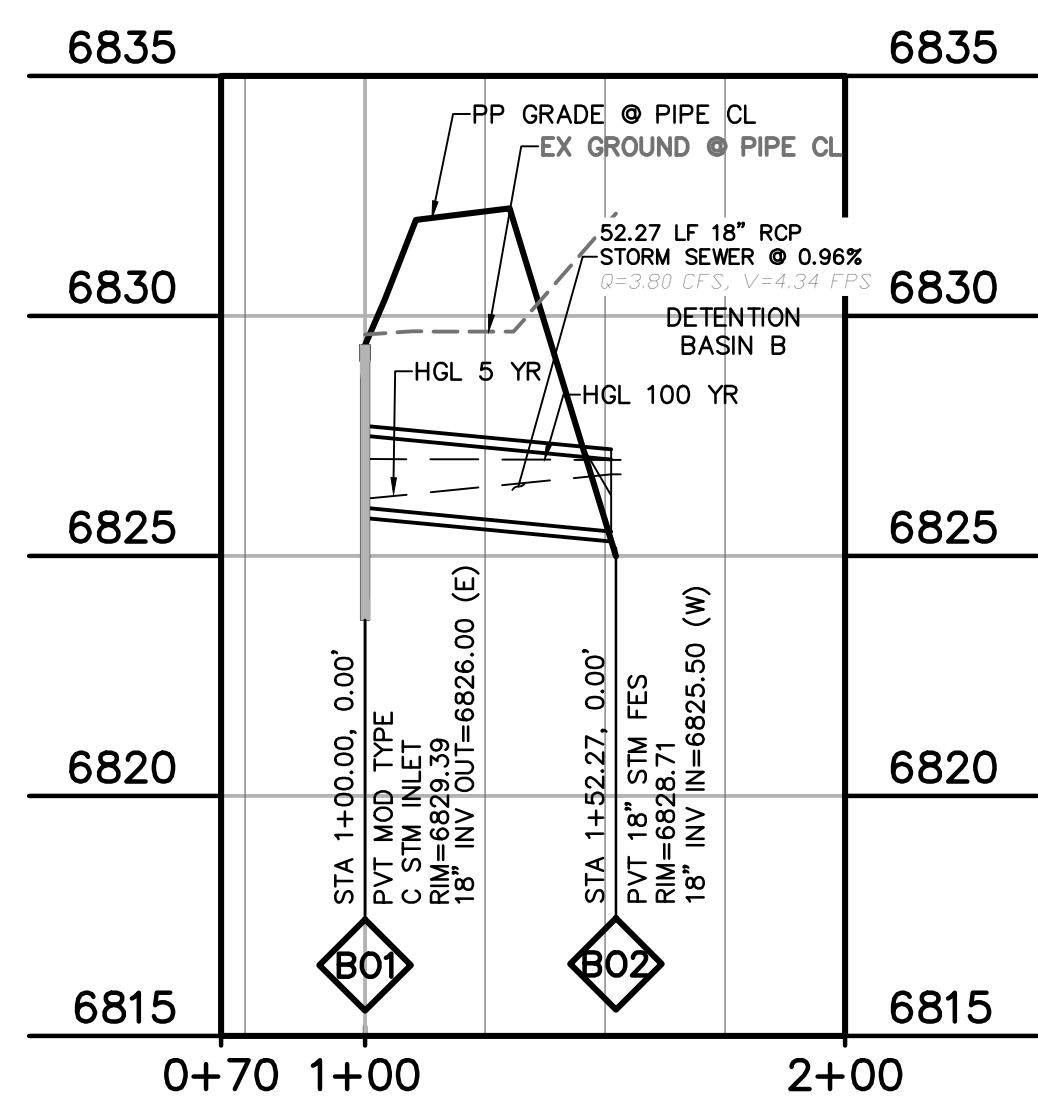 6835
6835
PP GRADE @ PIPE CL
EX GROUND @ PIPE CL
52.27 LF 18" RCP
STORM SEWER @ 0.96%
Q=3.80 CFS, V=4.34 FPS
6830
6830
DETENTION
BASIN B
HGL 5 YR
HGL 100 YR
6825
6825
STA 1+00.00, 0.00'
PVT MOD TYPE
C STM INLET
RIM=6829.39
18" INV OUT=6826.00 (E)
STA 1+52.27, 0.00'
PVT 18" STM FES
RIM=6828.71
18" INV IN=6825.50 (W)
6820
6820
B01
B02
6815
6815
0+70
1+00
2+00